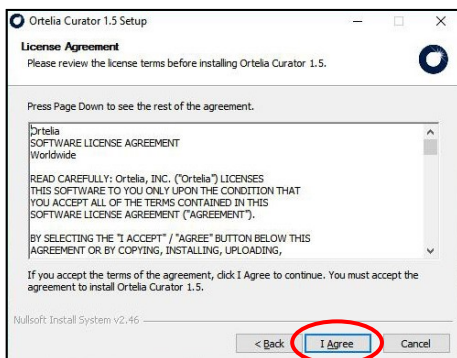 Ortelia Curator 1.5 Setup
License Agreement
Please review the license terms before installing Ortelia Curator 1.5.
Press Page Down to see the rest of the agreement.
Ortelia
SOFTWARE LICENSE AGREEMENT
Worldwide
READ CAREFULLY: Ortelia, INC. ("Ortelia") LICENSES
THIS SOFTWARE TO YOU ONLY UPON THE CONDITION THAT
YOU ACCEPT ALL OF THE TERMS CONTAINED IN THIS
SOFTWARE LICENSE AGREEMENT ("AGREEMENT").
BY SELECTING THE "I ACCEPT" / "AGREE" BUTTON BELOW THIS
AGREEMENT OR BY COPYING, INSTALLING, UPLOADING,
If you accept the terms of the agreement, click I Agree to continue. You must accept the
agreement to install Ortelia Curator 1.5.
Nullsoft Install System v2.46
< Back I Agree Cancel